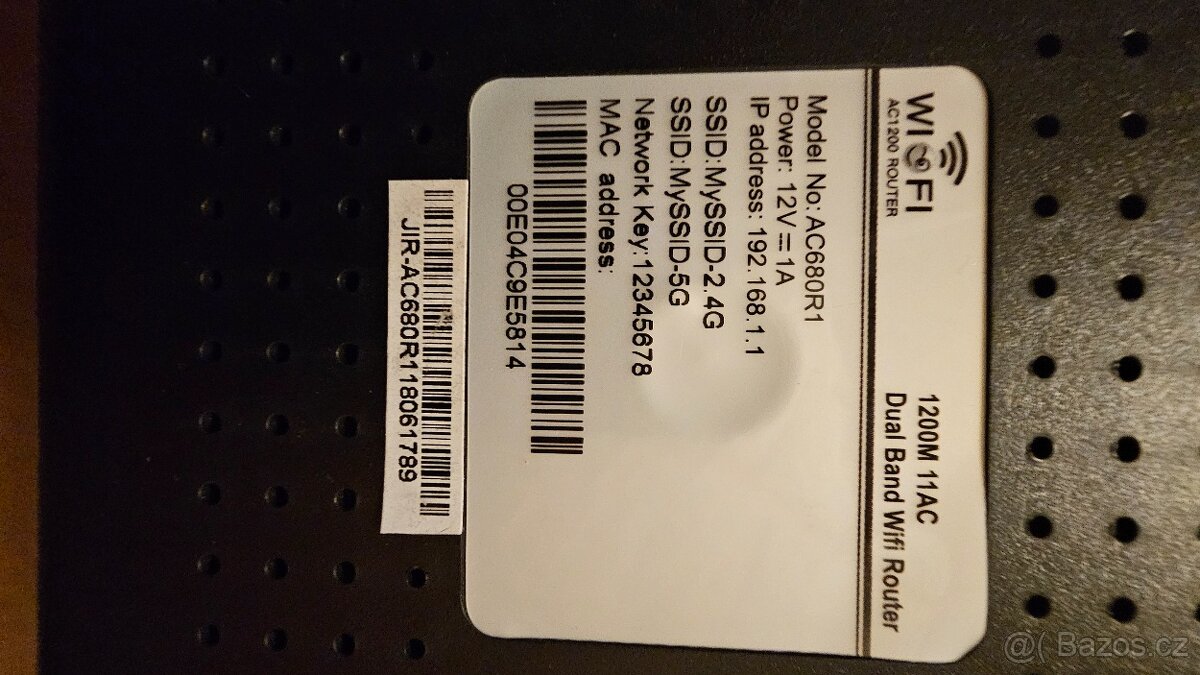 WI FI
AC1200 ROUTER
1200M 11AC
Dual Band Wifi Router
Model No: AC680R1
Power: 12V⎓1A
IP address: 192.168.1.1
SSID:MySSID-2.4G
SSID:MySSID-5G
Network Key:12345678
MAC address:
00E04C9E5814
JIR-AC680R118061789
@( Bazos.cz